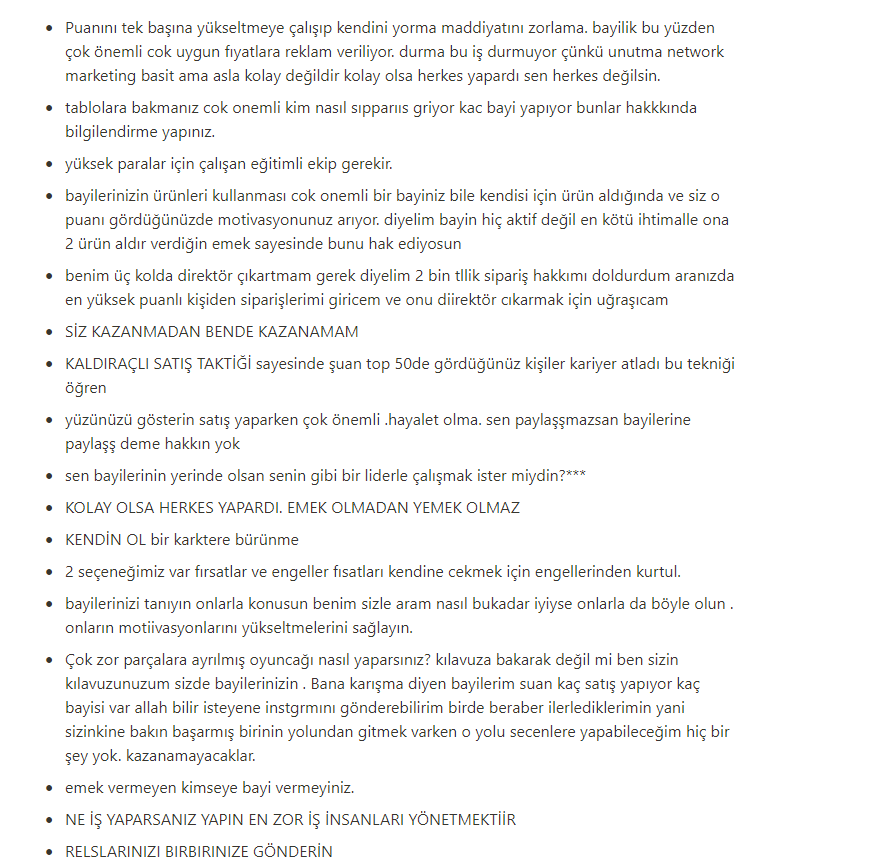 • Puanını tek başına yükseltmeye çalışıp kendini yorma maddiyatını zorlama. bayilik bu yüzden
çok önemli cok uygun fıyatlara reklam veriliyor. durma bu iş durmuyor çünkü unutma network
marketing basit ama asla kolay değildir kolay olsa herkes yapardı sen herkes değilsin.
• tablolara bakmanız cok onemli kim nasıl sıpparııs griyor kac bayi yapıyor bunlar hakkkında
bilgilendirme yapınız.
• yüksek paralar için çalışan eğitimli ekip gerekir.
• bayilerinizin ürünleri kullanması cok onemli bir bayiniz bile kendisi için ürün aldığında ve siz o
puanı gördüğünüzde motivasyonunuz arıyor. diyelim bayin hiç aktif değil en kötü ihtimalle ona
2 ürün aldır verdiğin emek sayesinde bunu hak ediyosun
• benim üç kolda direktör çıkartmam gerek diyelim 2 bin tllik sipariş hakkımı doldurdum aranızda
en yüksek puanlı kişiden siparişlerimi giricem ve onu diirektör cıkarmak için uğraşıcam
• SİZ KAZANMADAN BENDE KAZANAMAM
• KALDIRAÇLI SATIŞ TAKTİĞİ sayesinde şuan top 50de gördüğünüz kişiler kariyer atladı bu tekniği
öğren
• yüzünüzü gösterin satış yaparken çok önemli .hayalet olma. sen paylaşşmazsan bayilerine
paylaşş deme hakkın yok
• sen bayilerinin yerinde olsan senin gibi bir liderle çalışmak ister miydin?***
• KOLAY OLSA HERKES YAPARDI. EMEK OLMADAN YEMEK OLMAZ
• KENDİN OL bir karktere bürünme
• 2 seçeneğimiz var fırsatlar ve engeller fısatları kendine cekmek için engellerinden kurtul.
• bayilerinizi tanıyın onlarla konusun benim sizle aram nasıl bukadar iyiyse onlarla da böyle olun .
onların motiivasyonlarını yükseltmelerini sağlayın.
• Çok zor parçalara ayrılmış oyuncağı nasıl yaparsınız? kılavuza bakarak değil mi ben sizin
kılavuzunuzum sizde bayilerinizin . Bana karışma diyen bayilerim suan kaç satış yapıyor kaç
bayisi var allah bilir isteyene instgrmını gönderebilirim birde beraber ilerlediklerimin yani
sizinkine bakın başarmış birinin yolundan gitmek varken o yolu secenlere yapabileceğim hiç bir
şey yok. kazanamayacaklar.
• emek vermeyen kimseye bayi vermeyiniz.
• NE İŞ YAPARSANIZ YAPIN EN ZOR İŞ İNSANLARI YÖNETMEKTİİR
• RELSLARINIZI BIRBIRINIZE GÖNDERİN